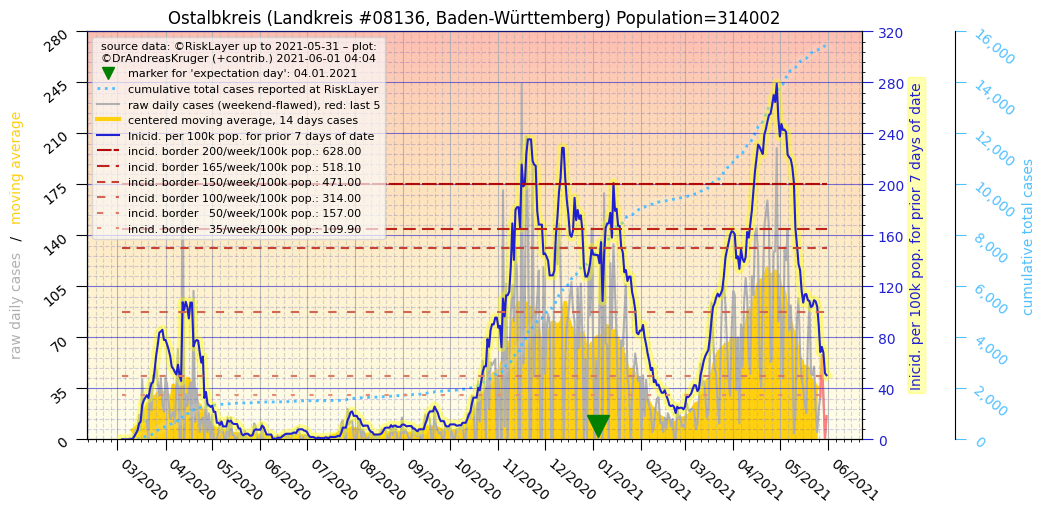 Ostalbkreis (Landkreis #08136, Baden-Württemberg) Population=314002
source data: ©RiskLayer up to 2021-05-31 – plot:
©DrAndreasKruger (+contrib.) 2021-06-01 04:04
marker for 'expectation day': 04.01.2021
cumulative total cases reported at RiskLayer
raw daily cases (weekend-flawed), red: last 5
centered moving average, 14 days cases
Inicid. per 100k pop. for prior 7 days of date
incid. border 200/week/100k pop.: 628.00
incid. border 165/week/100k pop.: 518.10
incid. border 150/week/100k pop.: 471.00
incid. border 100/week/100k pop.: 314.00
incid. border   50/week/100k pop.: 157.00
incid. border   35/week/100k pop.: 109.90
raw daily cases   /   moving average
280
245
210
175
140
105
70
35
0
03/2020
04/2020
05/2020
06/2020
07/2020
08/2020
09/2020
10/2020
11/2020
12/2020
01/2021
02/2021
03/2021
04/2021
05/2021
06/2021
320
280
240
200
160
120
80
40
0
Inicid. per 100k pop. for prior 7 days of date
16,000
14,000
12,000
10,000
8,000
6,000
4,000
2,000
0
cumulative total cases